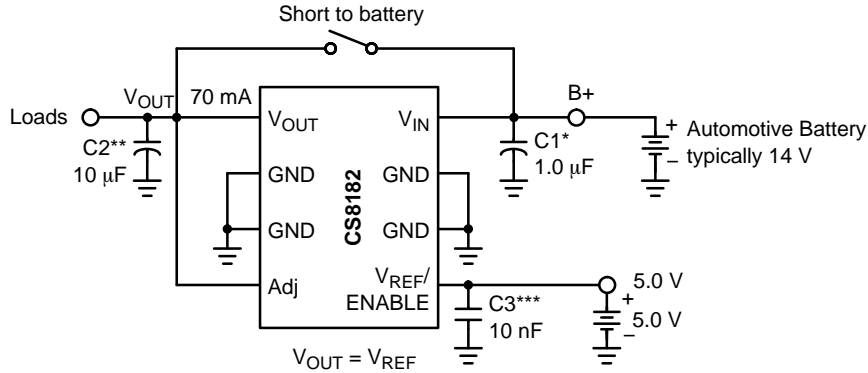 Short to battery
Loads
VOUT
70 mA
B+
VOUT
VIN
C2**
10 μF
C1*
1.0 μF
+ Automotive Battery
– typically 14 V
GND
GND
CS8182
GND
GND
Adj
VREF/
ENABLE
C3***
10 nF
5.0 V
+
5.0 V
–
VOUT = VREF